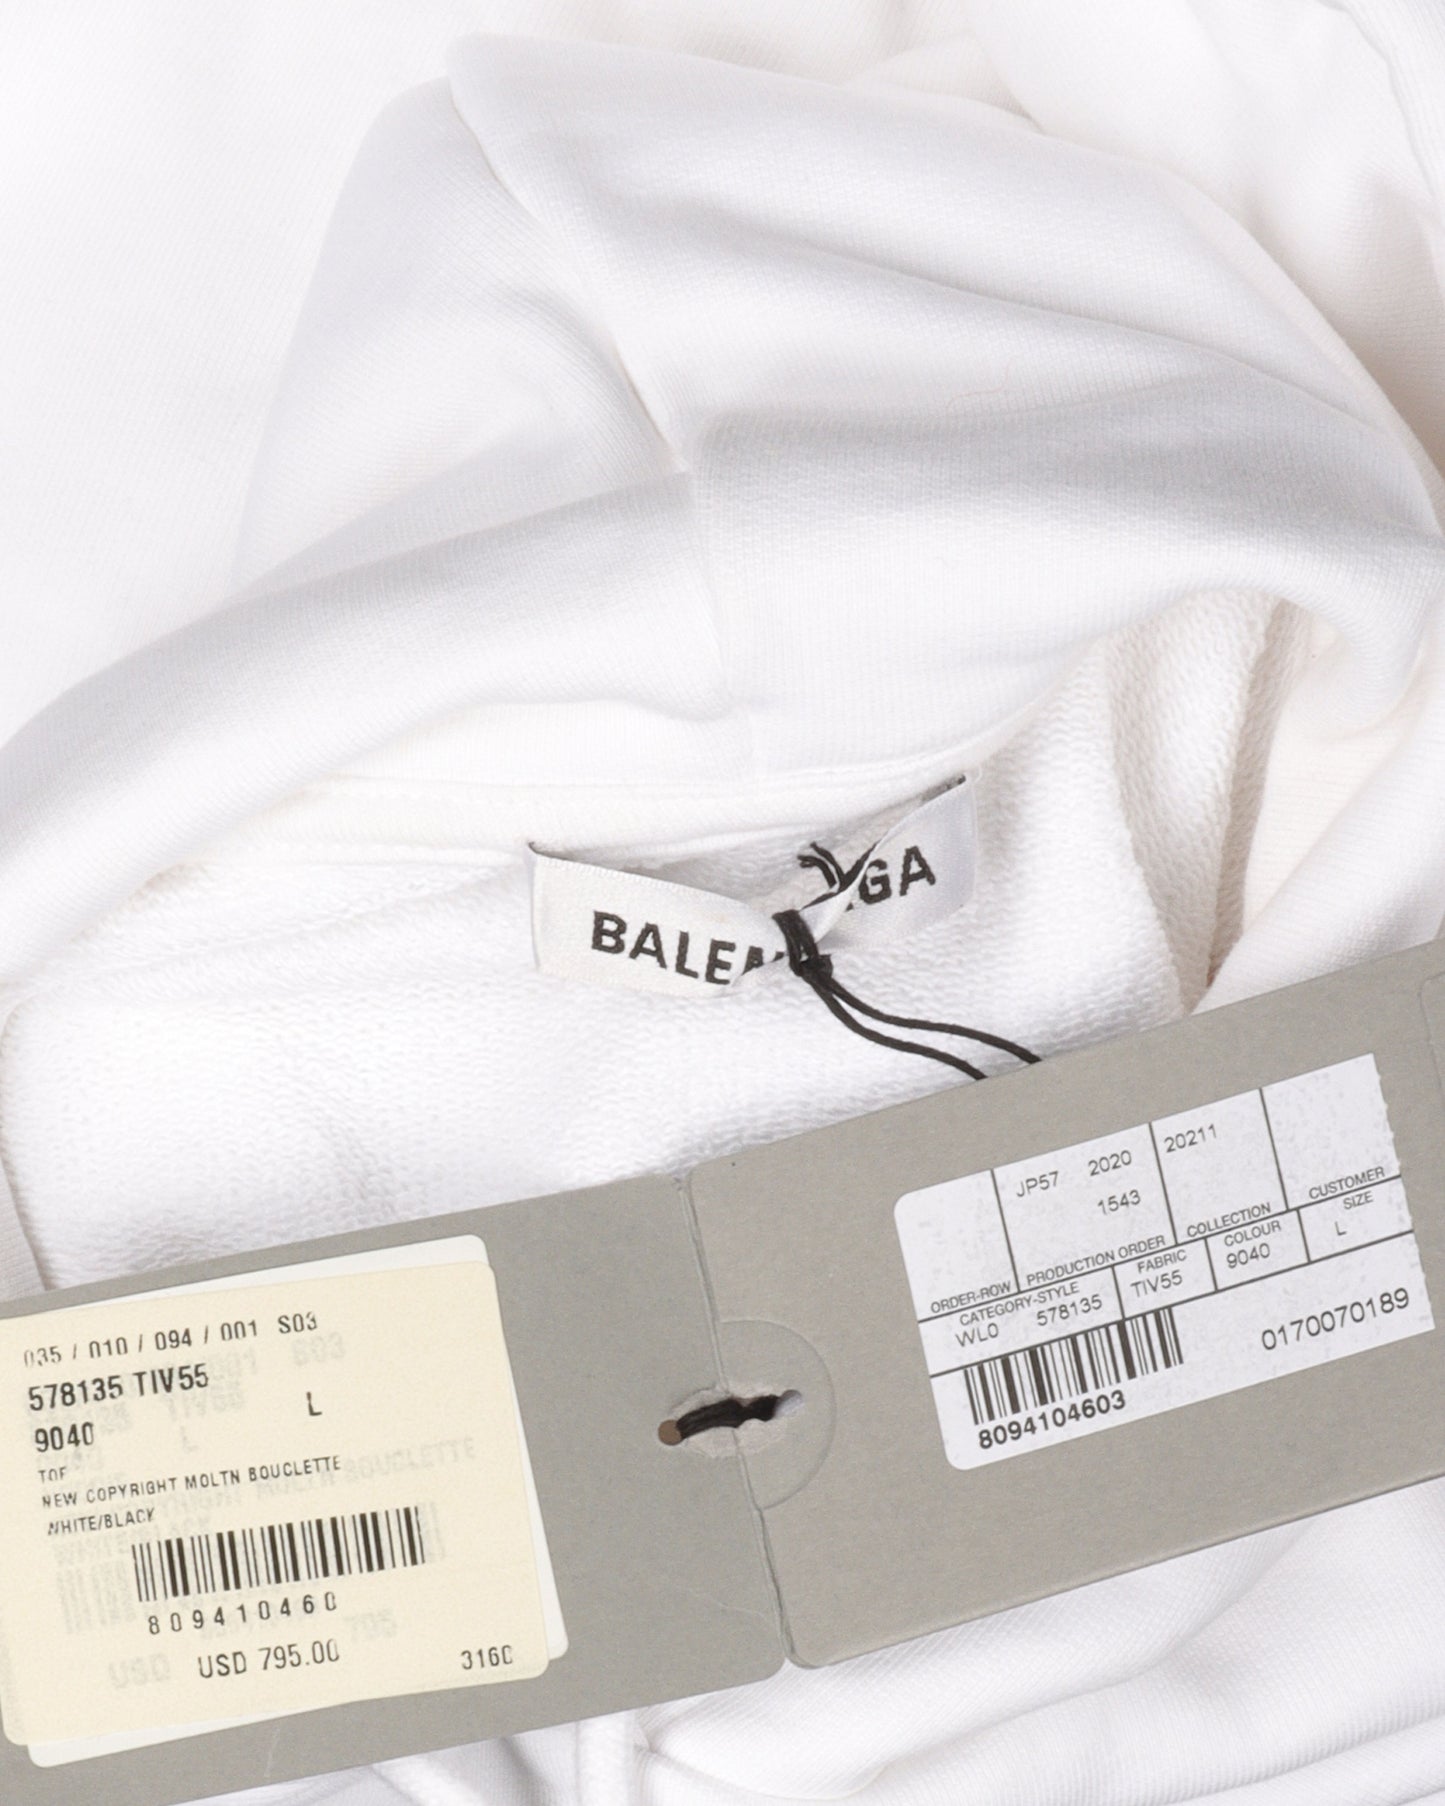 BALEN
GA
035 / 010 / 094 / 001 S03
578135 TIV55
9040 L
TOP
NEW COPYRIGHT MOLTN BOUCLETTE
WHITE/BLACK
809410460
USD 795.00 3160
JP57 2020 20211
1543
ORDER-ROW PRODUCTION ORDER COLLECTION CUSTOMER
CATEGORY-STYLE FABRIC COLOUR SIZE
WL0 578135 TIV55 9040 L
0170070189
8094104603